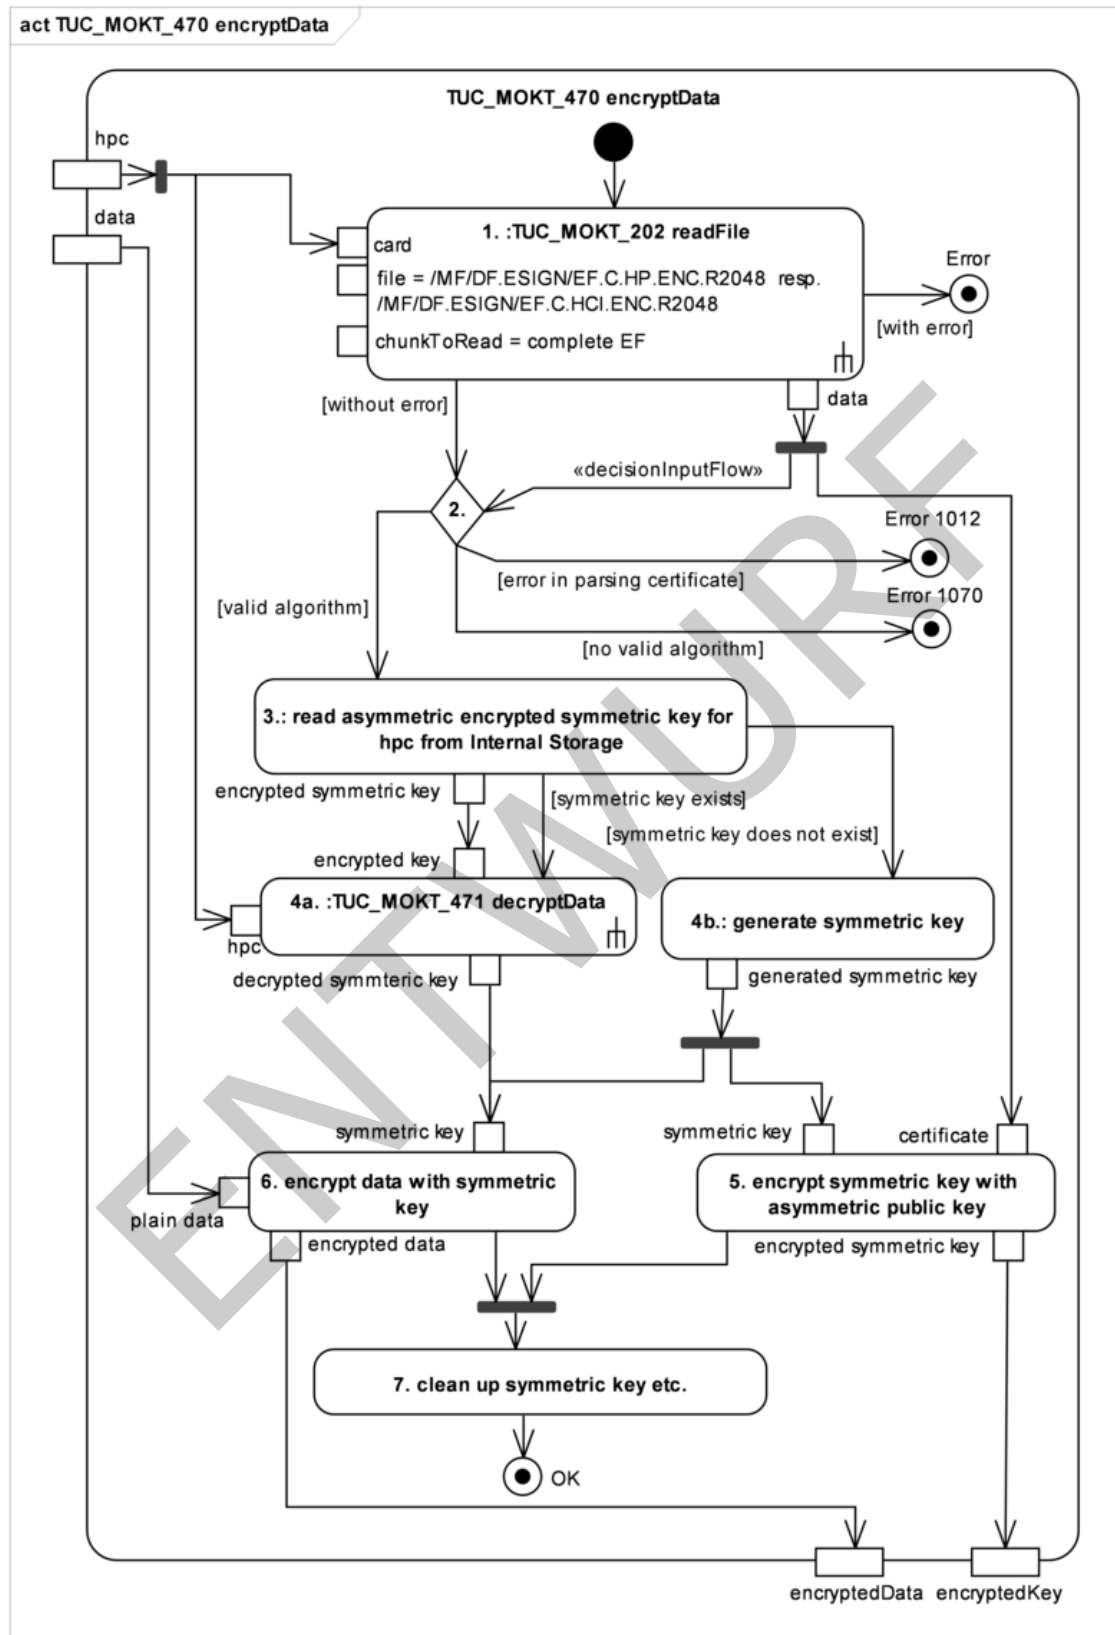 act TUC_MOKT_470 encryptData
TUC_MOKT_470 encryptData
hpc
data
1. :TUC_MOKT_202 readFile
card
file = /MF/DF.ESIGN/EF.C.HP.ENC.R2048 resp.
/MF/DF.ESIGN/EF.C.HCI.ENC.R2048
chunkToRead = complete EF
Error
[with error]
[without error]
data
«decisionInputFlow»
2.
Error 1012
[error in parsing certificate]
Error 1070
[valid algorithm]
[no valid algorithm]
3.: read asymmetric encrypted symmetric key for
hpc from Internal Storage
encrypted symmetric key
[symmetric key exists]
[symmetric key does not exist]
encrypted key
4a. :TUC_MOKT_471 decryptData
hpc
4b.: generate symmetric key
decrypted symmteric key
generated symmetric key
symmetric key
symmetric key
certificate
6. encrypt data with symmetric
key
5. encrypt symmetric key with
asymmetric public key
plain data
encrypted data
encrypted symmetric key
7. clean up symmetric key etc.
OK
encryptedData
encryptedKey
ENTWURF